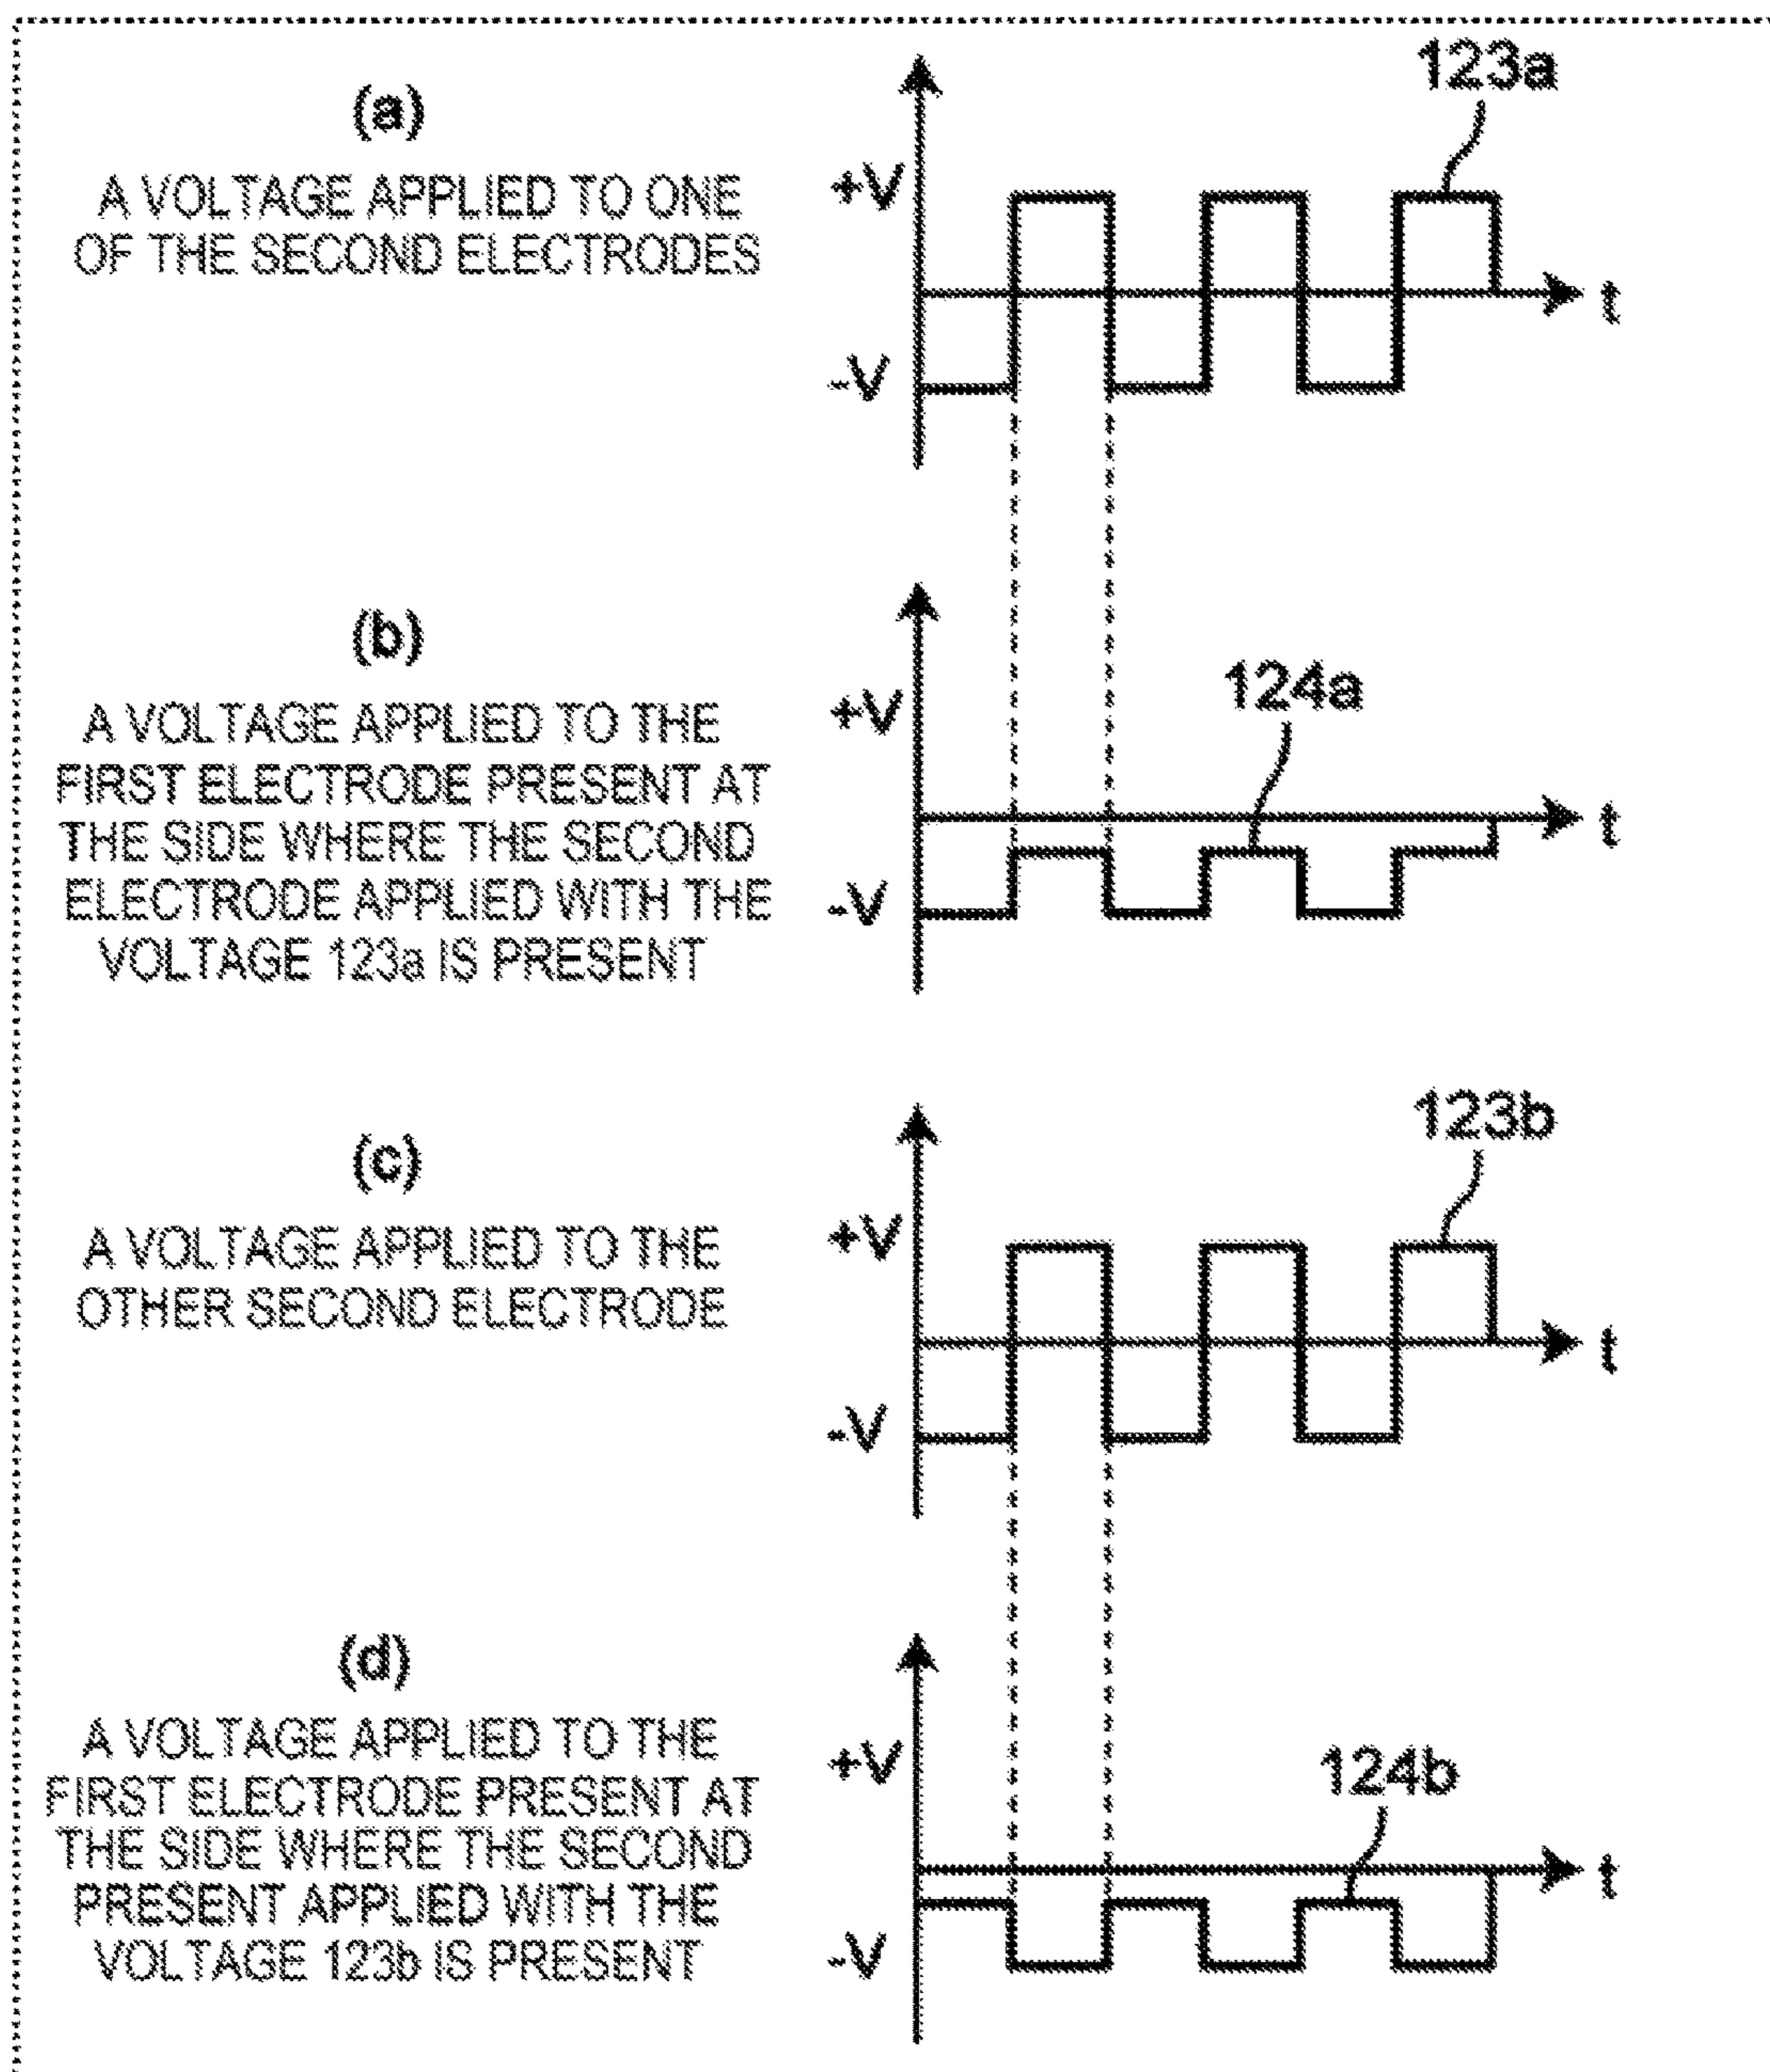 (a)
A VOLTAGE APPLIED TO ONE
OF THE SECOND ELECTRODES
123a
+V
-V
t
(b)
A VOLTAGE APPLIED TO THE
FIRST ELECTRODE PRESENT AT
THE SIDE WHERE THE SECOND
ELECTRODE APPLIED WITH THE
VOLTAGE 123a IS PRESENT
124a
+V
-V
t
(c)
A VOLTAGE APPLIED TO THE
OTHER SECOND ELECTRODE
123b
+V
-V
t
(d)
A VOLTAGE APPLIED TO THE
FIRST ELECTRODE PRESENT AT
THE SIDE WHERE THE SECOND
PRESENT APPLIED WITH THE
VOLTAGE 123b IS PRESENT
124b
+V
-V
t